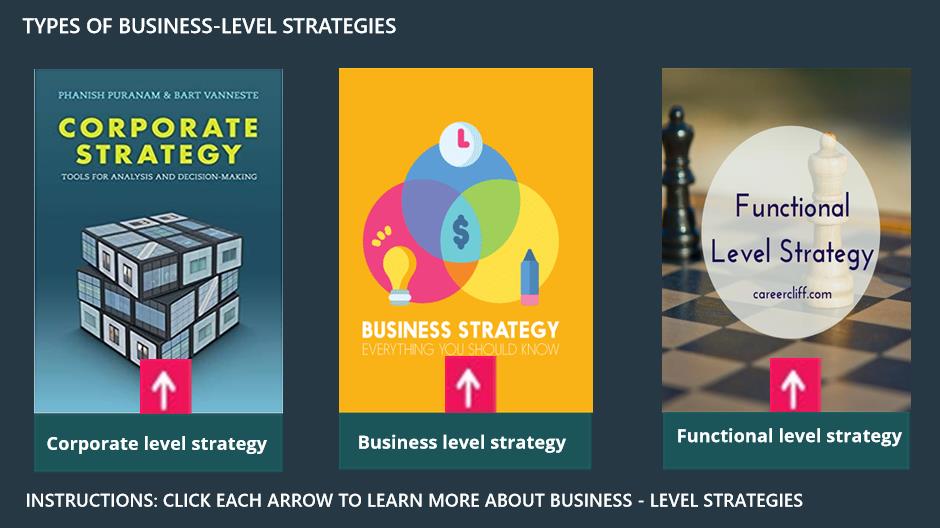 TYPES OF BUSINESS-LEVEL STRATEGIES
PHANISH PURANAM & BART VANNESTE
CORPORATE
STRATEGY
TOOLS FOR ANALYSIS AND DECISION-MAKING
Corporate level strategy
$
BUSINESS STRATEGY
EVERYTHING YOU SHOULD KNOW
Business level strategy
Functional
Level Strategy
careercliff.com
Functional level strategy
INSTRUCTIONS: CLICK EACH ARROW TO LEARN MORE ABOUT BUSINESS - LEVEL STRATEGIES